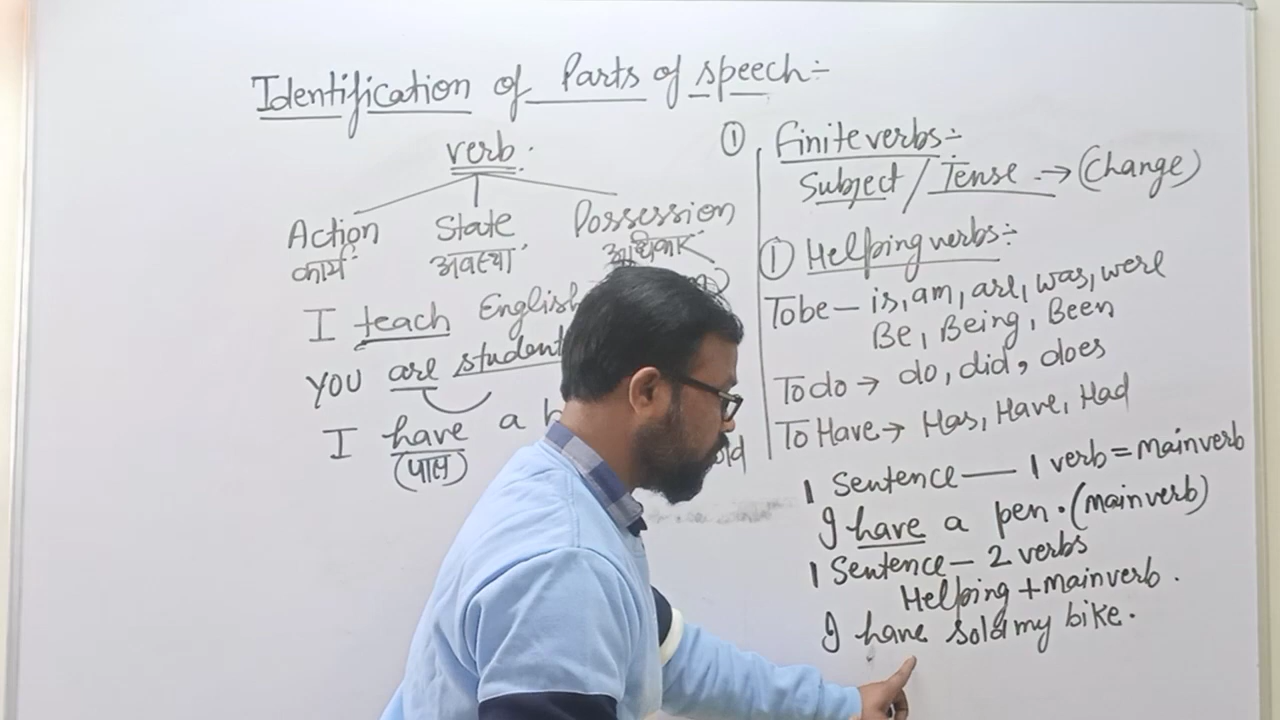 Identification of Parts of speech:-
verb.
Action State Possession
कार्य अवस्था अधिकार
I teach English
You are student
I have a
(पास)
① Finite verbs:-
Subject / Tense → (Change)
① Helping verbs:-
To be – is, am, are, was, were
Be, Being, Been
To do → do, did, does
To Have → Has, Have, Had
1 Sentence — 1 verb = mainverb
I have a pen. (mainverb)
1 Sentence – 2 verbs
Helping + mainverb.
I have sold my bike.